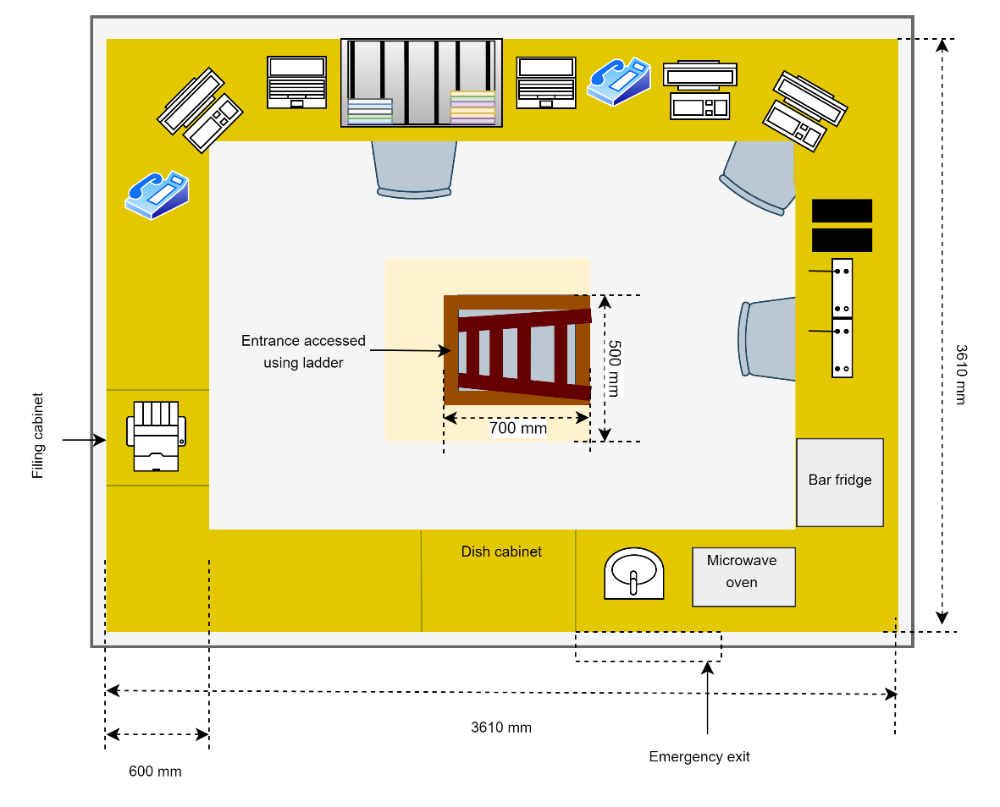 Entrance accessed
using ladder
500 mm
3610 mm
Filing cabinet
700 mm
Bar fridge
Dish cabinet
Microwave
oven
3610 mm
Emergency exit
600 mm